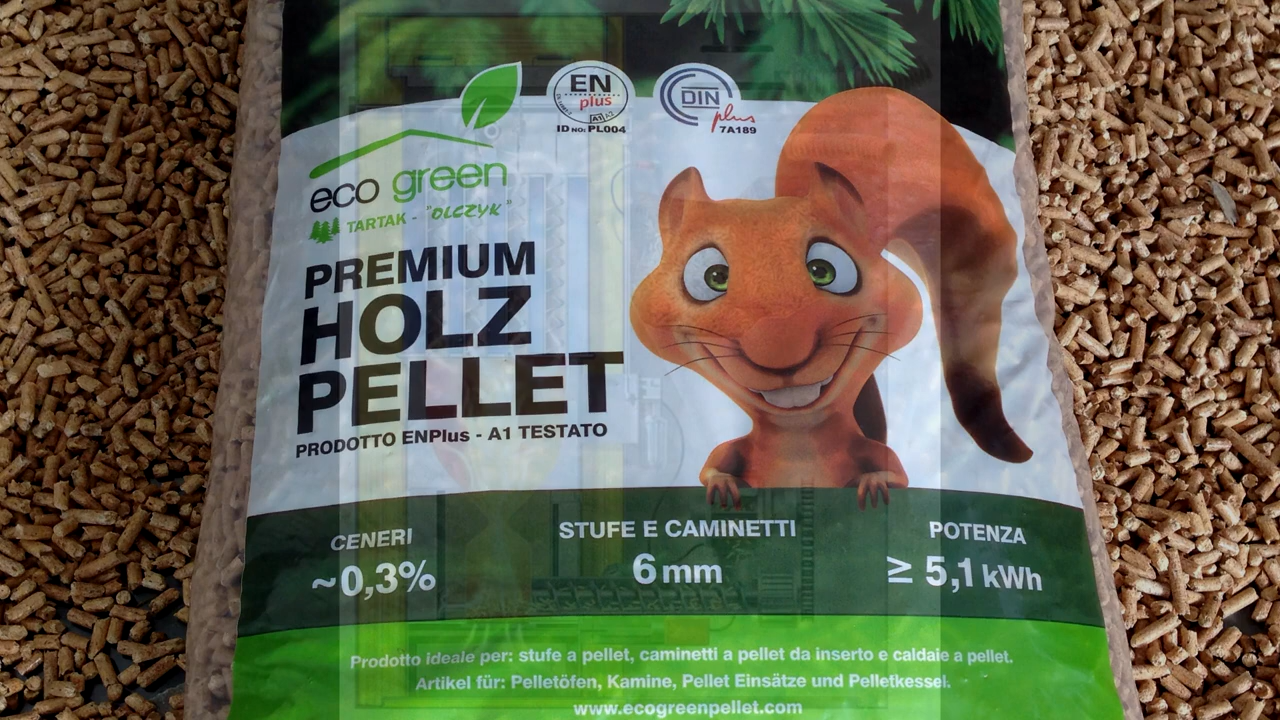 EN
plus
A1
ID NO: PL004
DIN
plus
7A189
eco green
TARTAK - "OLCZYK"
PREMIUM
HOLZ
PELLET
PRODOTTO ENPlus - A1 TESTATO
CENERI
~0,3%
STUFE E CAMINETTI
6 mm
POTENZA
≥ 5,1 kWh
Prodotto ideale per: stufe a pellet, caminetti a pellet da inserto e caldaie a pellet.
Artikel für: Pelletöfen, Kamine, Pellet Einsätze und Pelletkessel.
www.ecogreenpellet.com